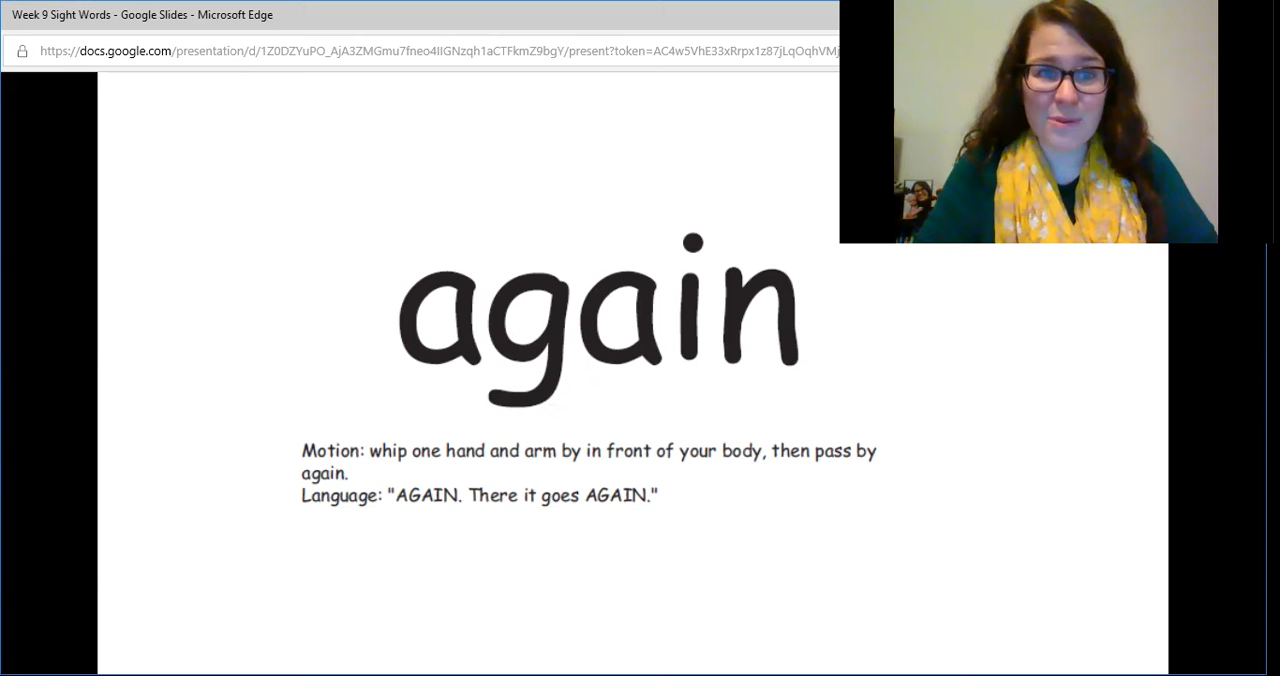 Week 9 Sight Words - Google Slides - Microsoft Edge
https://docs.google.com/presentation/d/1Z0DZYuPO_AjA3ZMGmu7fneo4IIGNzqh1aCTFkmZ9bgY/present?token=AC4w5VhE33xRrpx1z87jLqOqhVMj
again
Motion: whip one hand and arm by in front of your body, then pass by
again.
Language: "AGAIN. There it goes AGAIN."